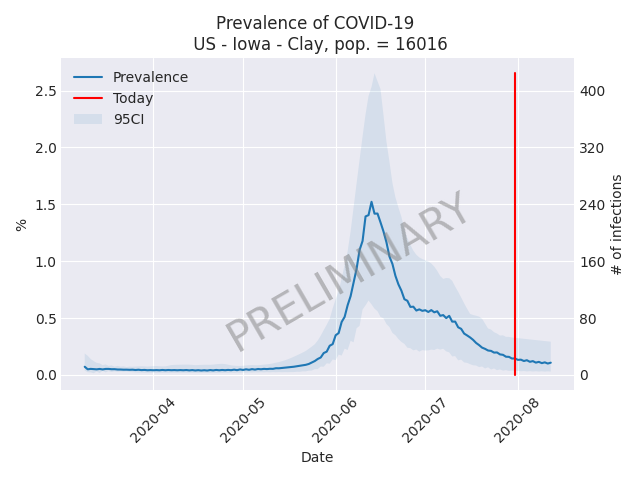 Prevalence of COVID-19
US - Iowa - Clay, pop. = 16016
Prevalence
Today
95CI
%
2.5
2.0
1.5
1.0
0.5
0.0
400
320
240
160
80
0
# of infections
PRELIMINARY
2020-04
2020-05
2020-06
2020-07
2020-08
Date